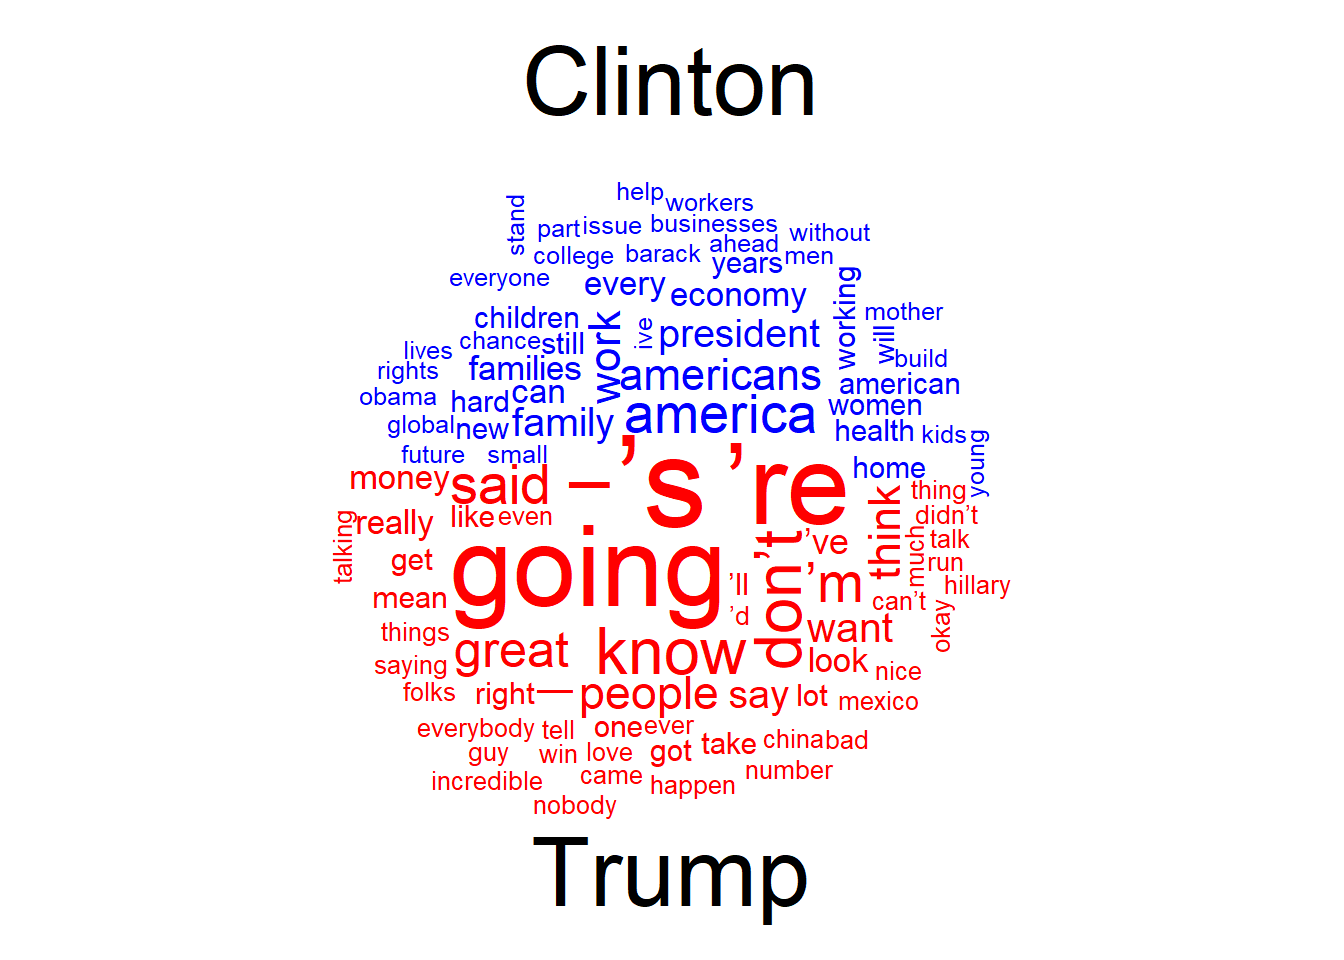 Clinton
help
workers
stand
part issue businesses without
college barack ahead
years men
everyone every economy working
children work ive president mother
lives chance still will build
rights families americans american
obama hard can
global new family america women
health kids
future small young
money said – ’s ’re home
thing
talking really like even don’t ’ve think much didn’t
talk
get going ’ll ’m run
hillary
mean ’d can’t okay
things great know want
saying look nice
folks right — people say lot mexico
everybody tell one ever
guy win love got take china bad
incredible came happen number
nobody
Trump